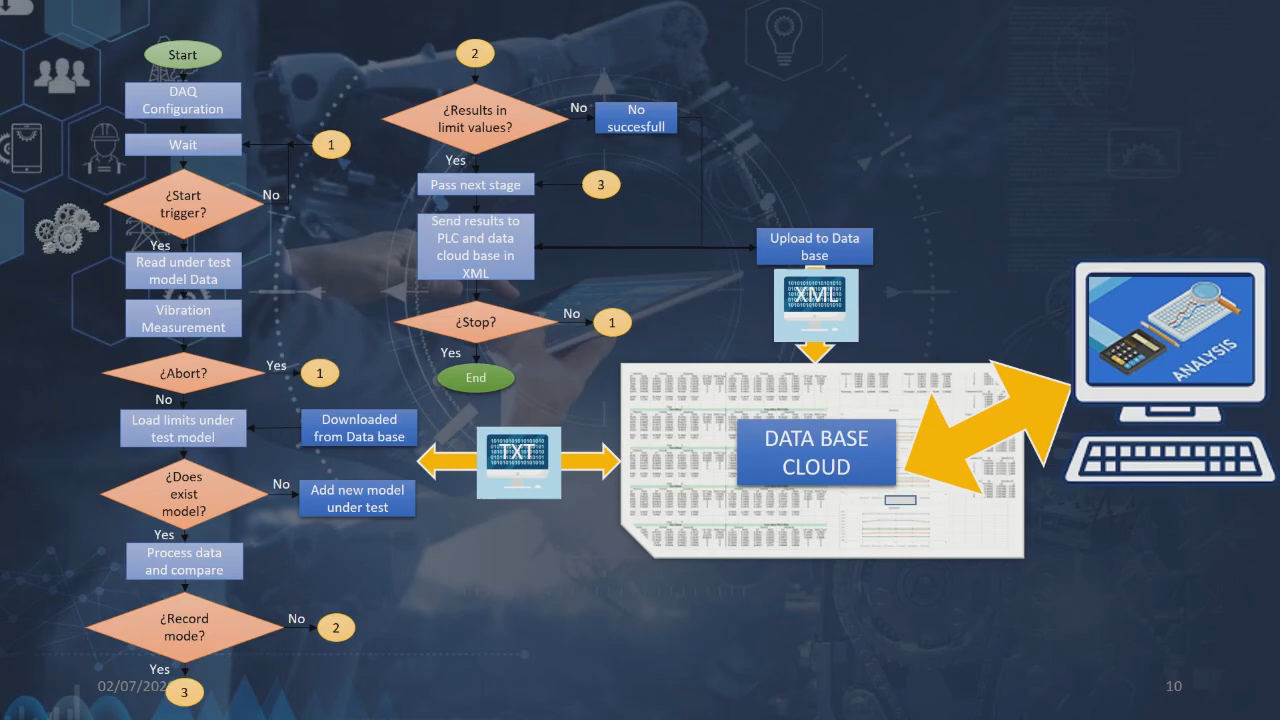 Start
DAQ
Configuration
Wait
1
¿Start
trigger?
No
Yes
Read under test
model Data
Vibration
Measurement
¿Abort?
Yes
1
No
Load limits under
test model
Downloaded
from Data base
¿Does
exist
model?
No
Add new model
under test
Yes
Process data
and compare
¿Record
mode?
No
2
Yes
3
2
¿Results in
limit values?
No
No
succesfull
Yes
Pass next stage
3
Send results to
PLC and data
cloud base in
XML
Upload to Data
base
XML
¿Stop?
No
1
Yes
End
TXT
DATA BASE
CLOUD
ANALYSIS
10